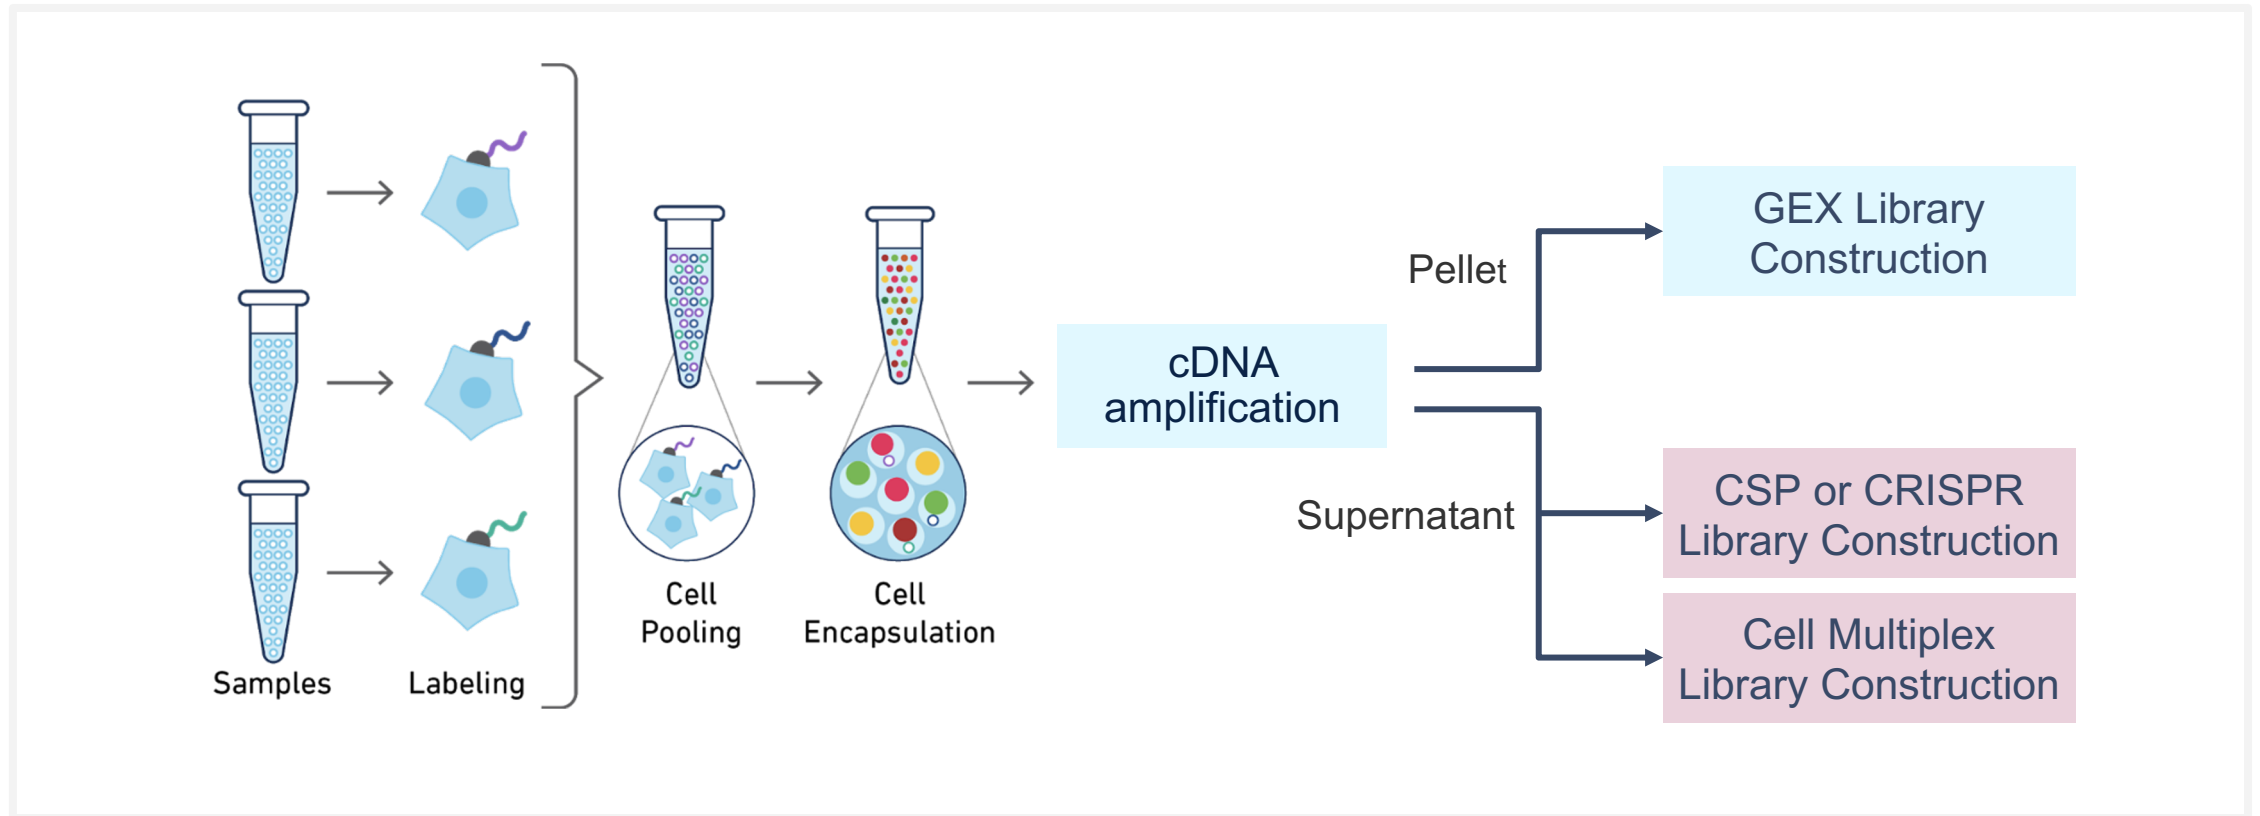 Samples
Labeling
Cell
Pooling
Cell
Encapsulation
cDNA
amplification
Pellet
Supernatant
GEX Library
Construction
CSP or CRISPR
Library Construction
Cell Multiplex
Library Construction